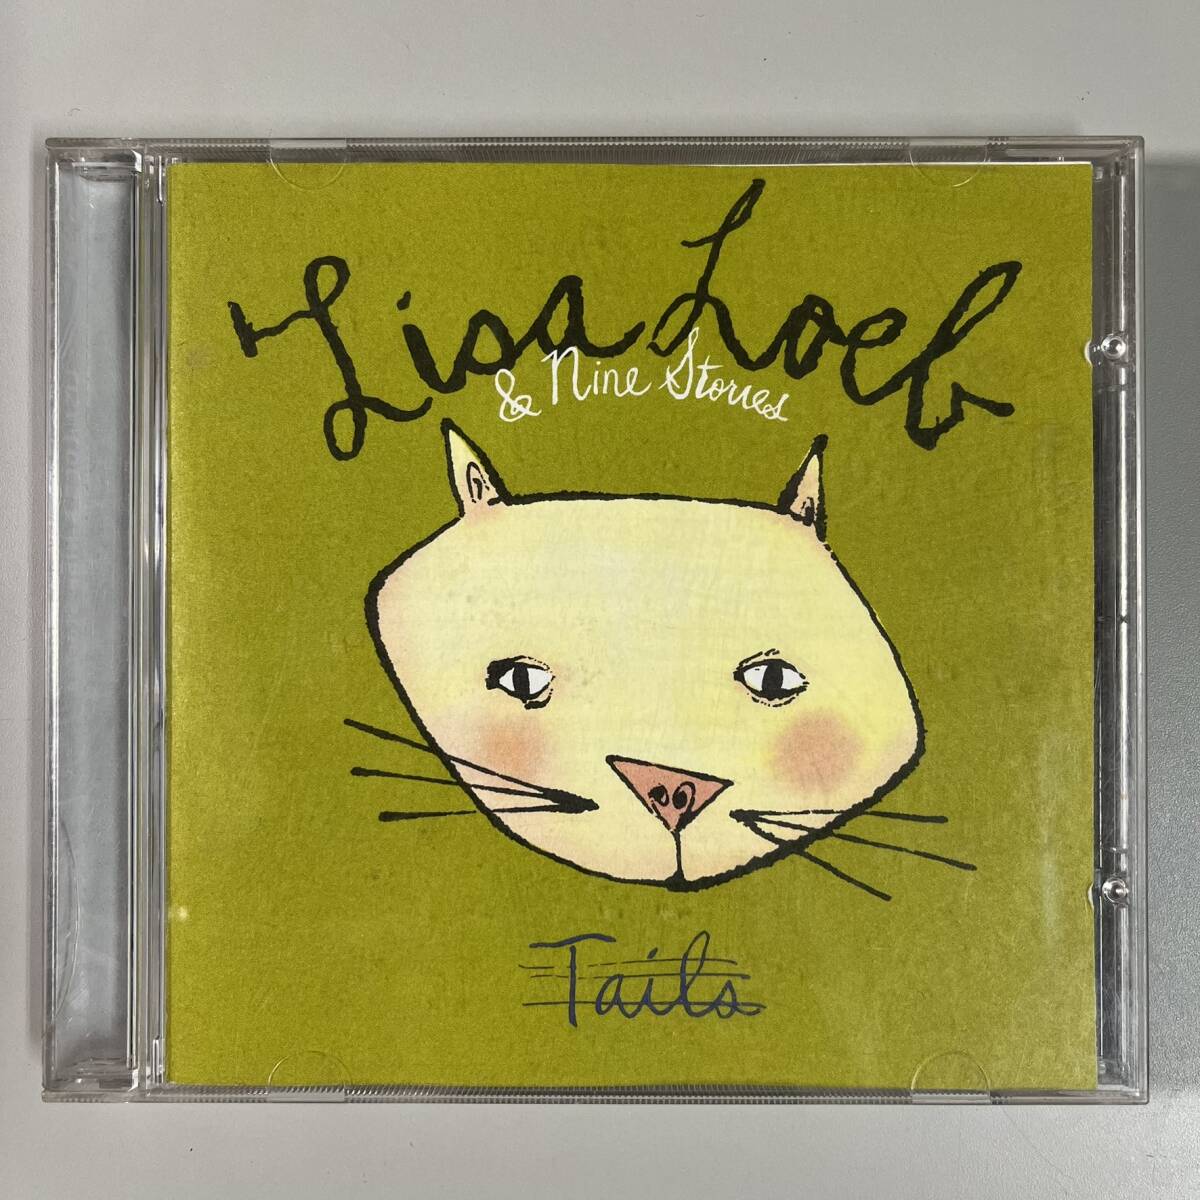 Lisa Loeb
& Nine Stories
Tails